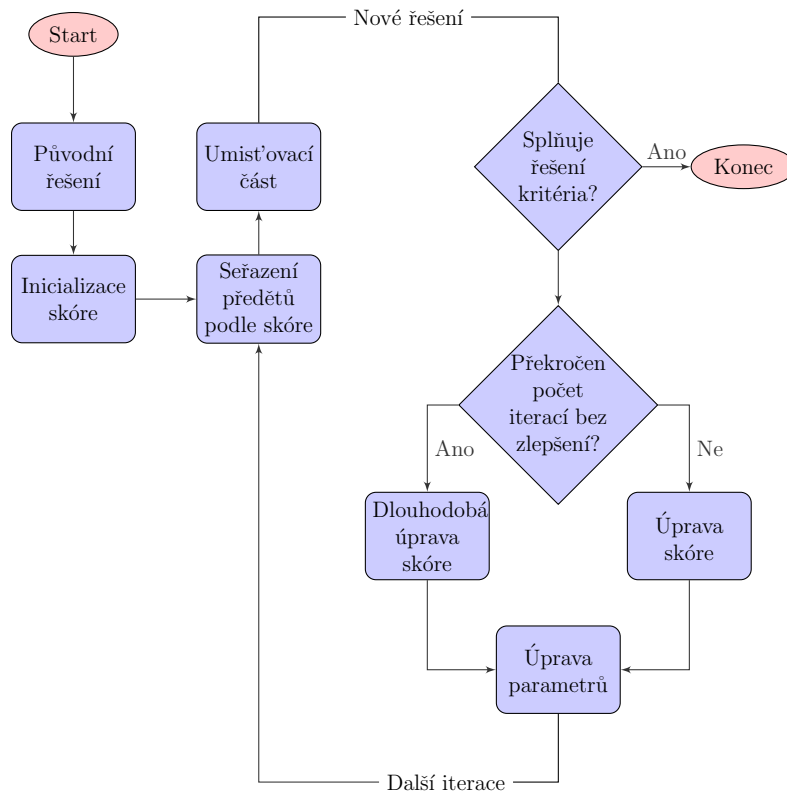 Start
Nové řešení
Původní
řešení
Umisťovací
část
Splňuje
řešení
kritéria?
Ano
Konec
Inicializace
skóre
Seřazení
předětů
podle skóre
Překročen
počet
iterací bez
zlepšení?
Ano
Ne
Dlouhodobá
úprava
skóre
Úprava
skóre
Úprava
parametrů
Další iterace